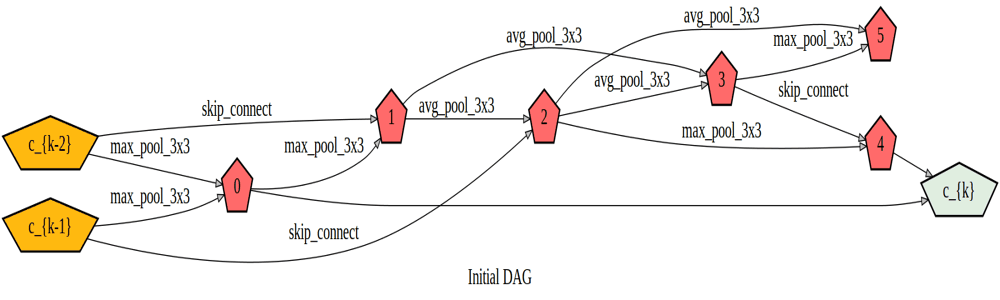 avg_pool_3x3
5
avg_pool_3x3
max_pool_3x3
3
avg_pool_3x3
skip_connect
skip_connect
1
avg_pool_3x3
2
c_{k-2}
max_pool_3x3
max_pool_3x3
max_pool_3x3
4
0
c_{k}
max_pool_3x3
c_{k-1}
skip_connect
Initial DAG